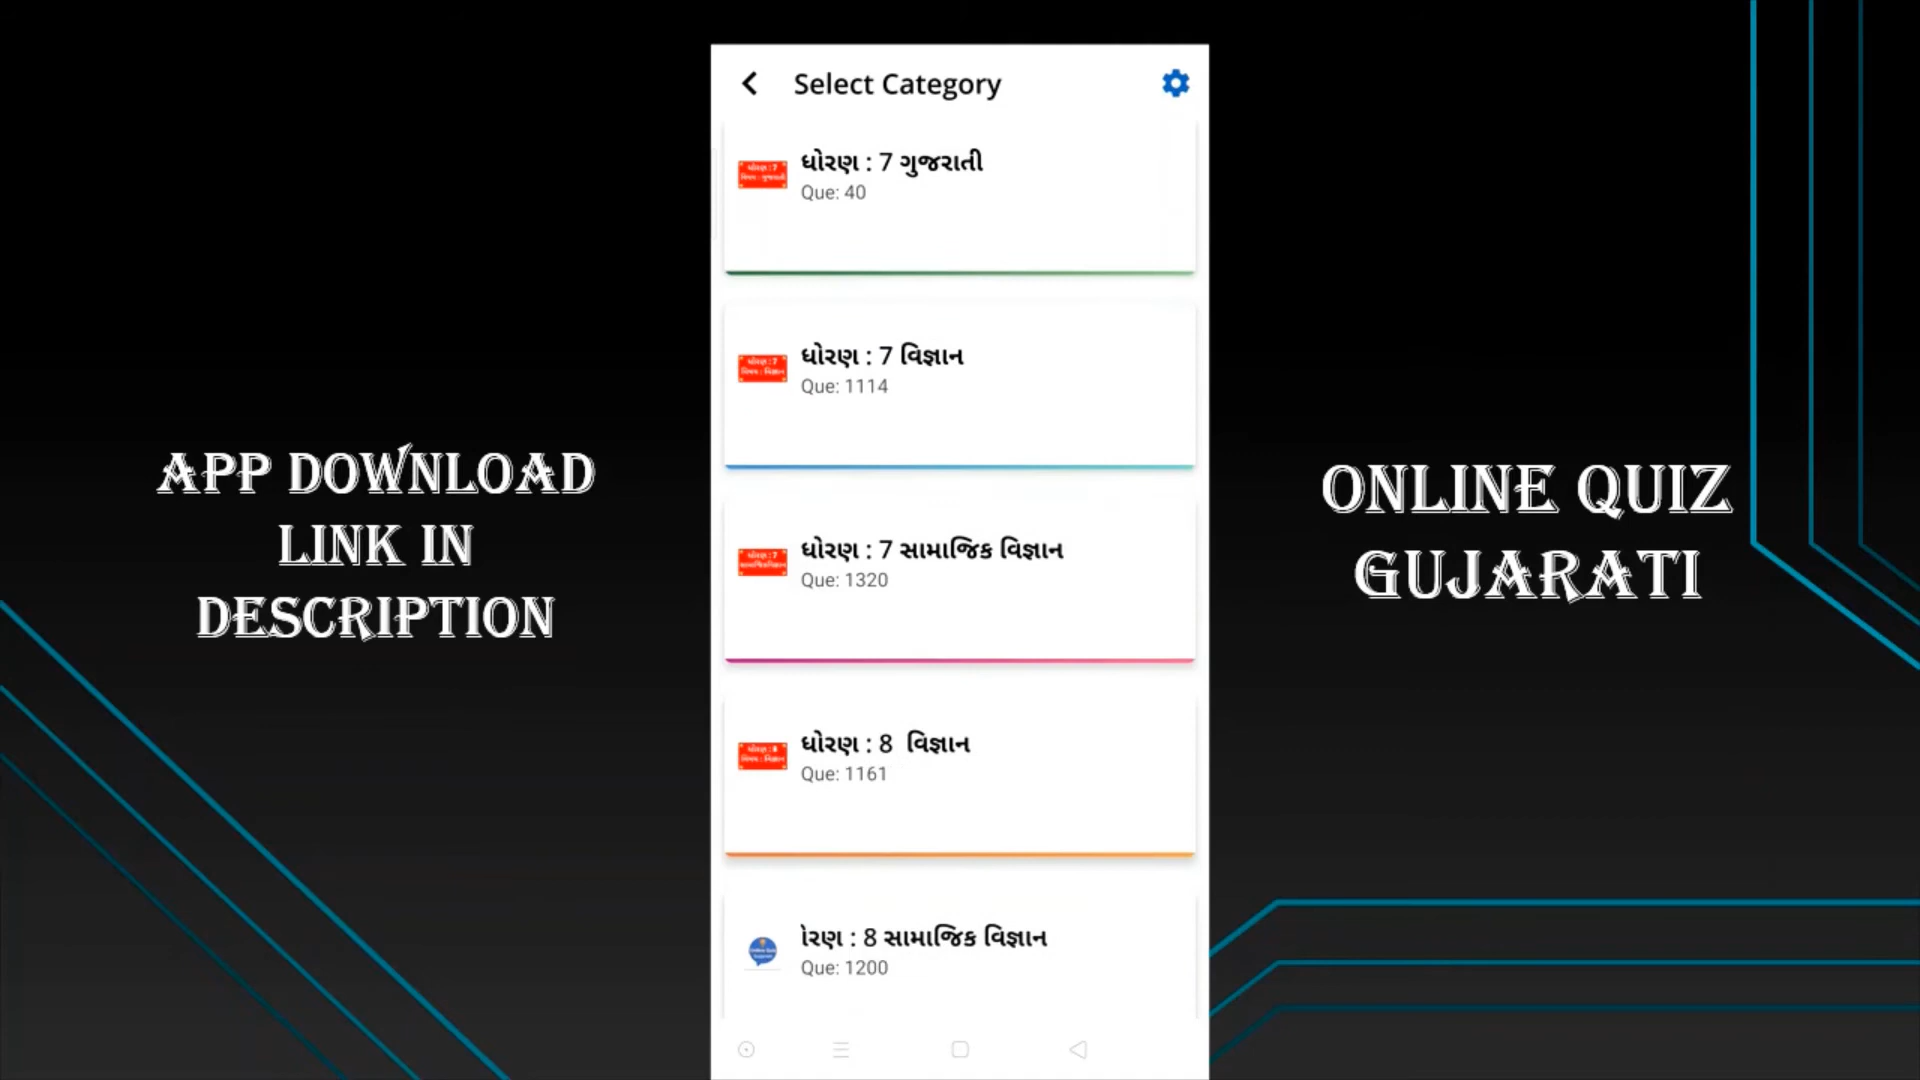 APP DOWNLOAD
LINK IN
DESCRIPTION
Select Category
ધોરણ : 7 ગુજરાતી
Que: 40
ધોરણ : 7 વિજ્ઞાન
Que: 1114
ધોરણ : 7 સામાજિક વિજ્ઞાન
Que: 1320
ધોરણ : 8 વિજ્ઞાન
Que: 1161
ોરણ : 8 સામાજિક વિજ્ઞાન
Que: 1200
ONLINE QUIZ
GUJARATI